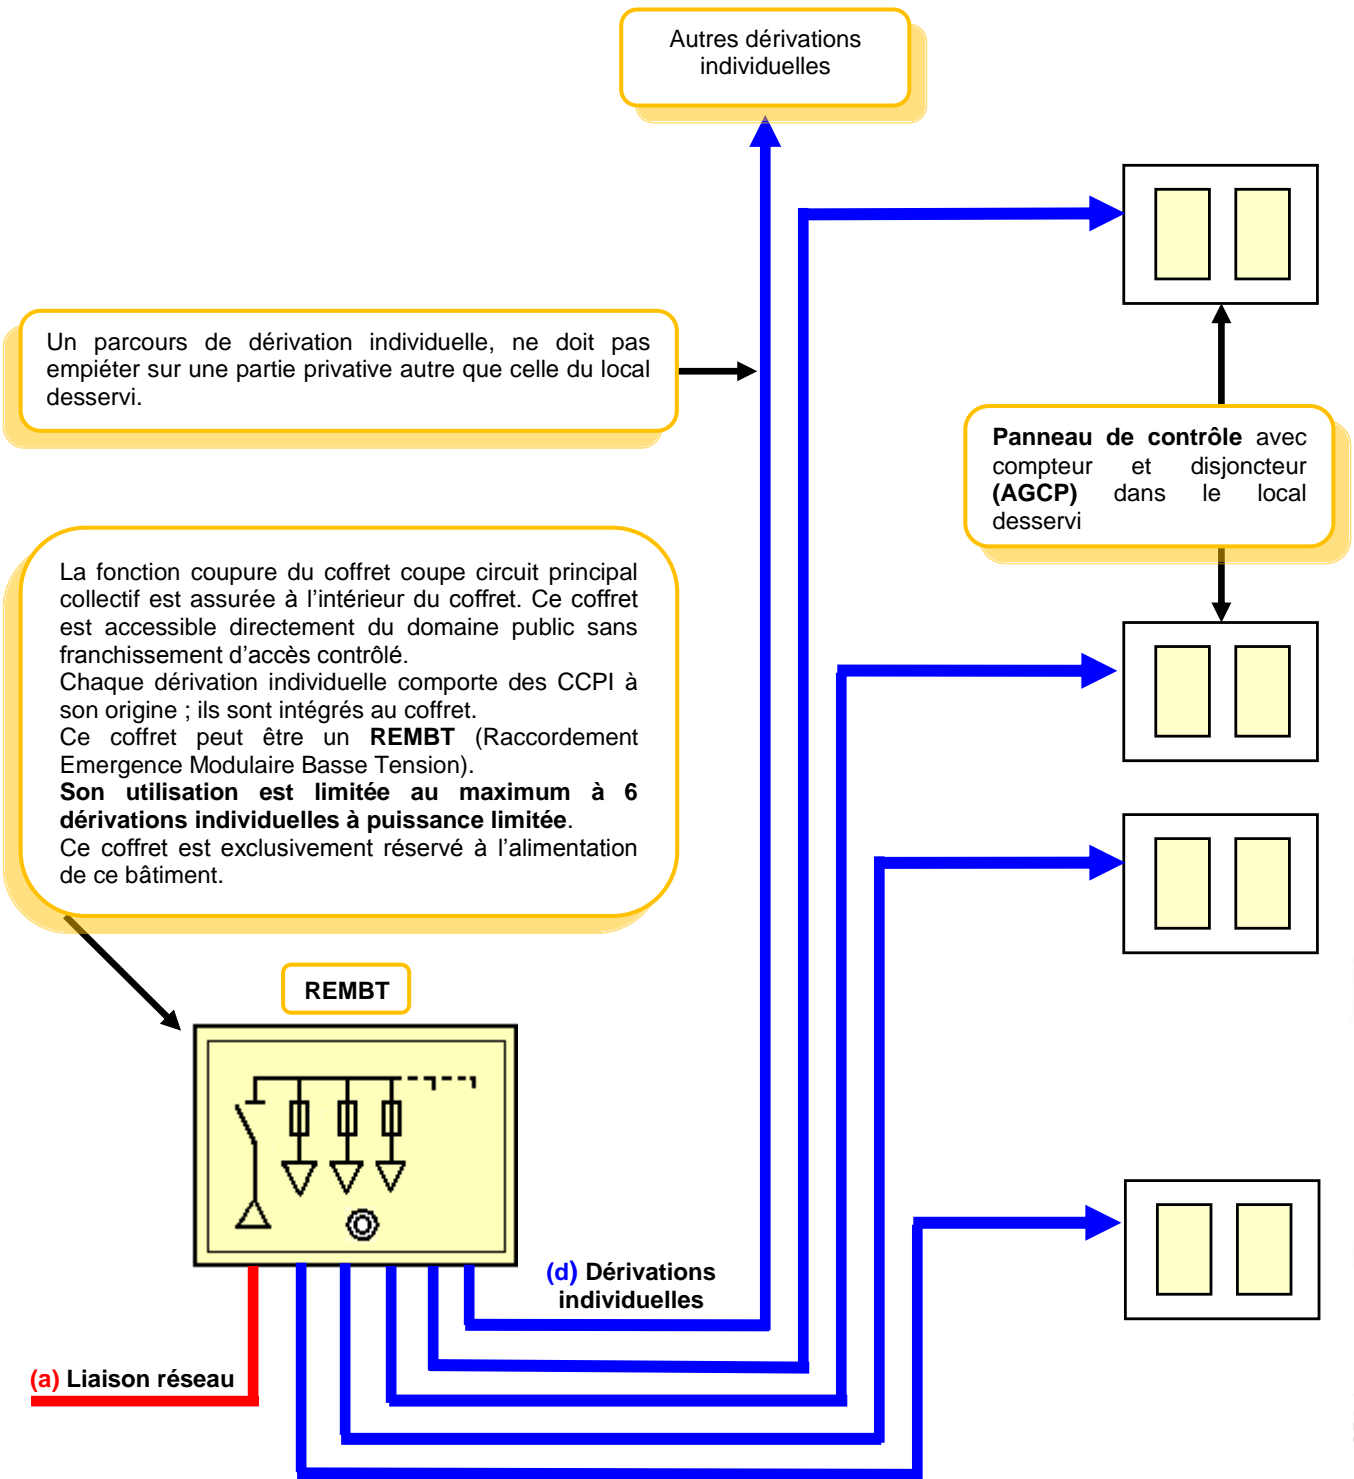 Autres dérivations
individuelles
Un parcours de dérivation individuelle, ne doit pas
empiéter sur une partie privative autre que celle du local
desservi.
Panneau de contrôle avec
compteur et disjoncteur
(AGCP) dans le local
desservi
La fonction coupure du coffret coupe circuit principal
collectif est assurée à l’intérieur du coffret. Ce coffret
est accessible directement du domaine public sans
franchissement d’accès contrôlé.
Chaque dérivation individuelle comporte des CCPI à
son origine ; ils sont intégrés au coffret.
Ce coffret peut être un REMBT (Raccordement
Emergence Modulaire Basse Tension).
Son utilisation est limitée au maximum à 6
dérivations individuelles à puissance limitée.
Ce coffret est exclusivement réservé à l’alimentation
de ce bâtiment.
REMBT
(d) Dérivations
individuelles
(a) Liaison réseau